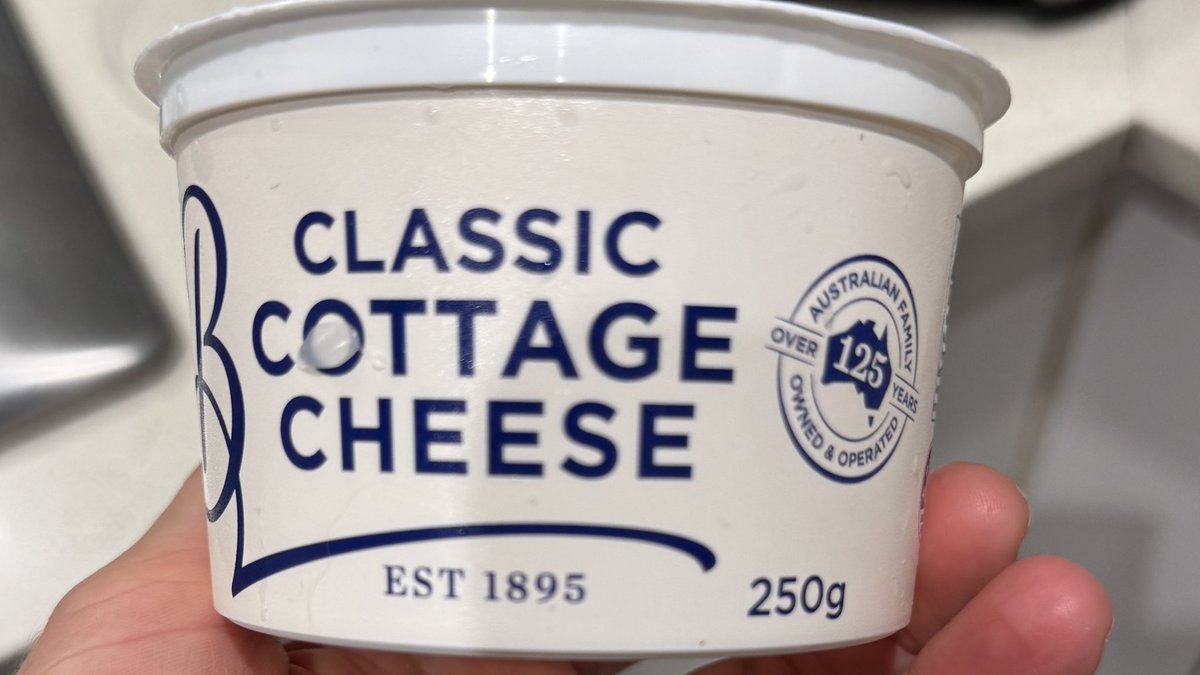 CLASSIC
COTTAGE
CHEESE
EST 1895
250g
AUSTRALIAN FAMILY
OVER 125 YEARS
OWNED & OPERATED
B